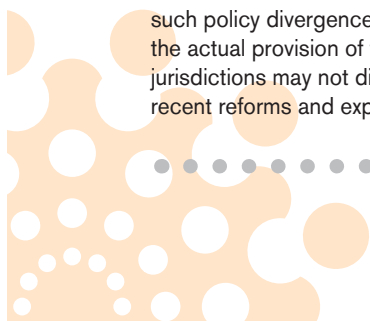 such policy divergence
the actual provision of
jurisdictions may not di
recent reforms and exp